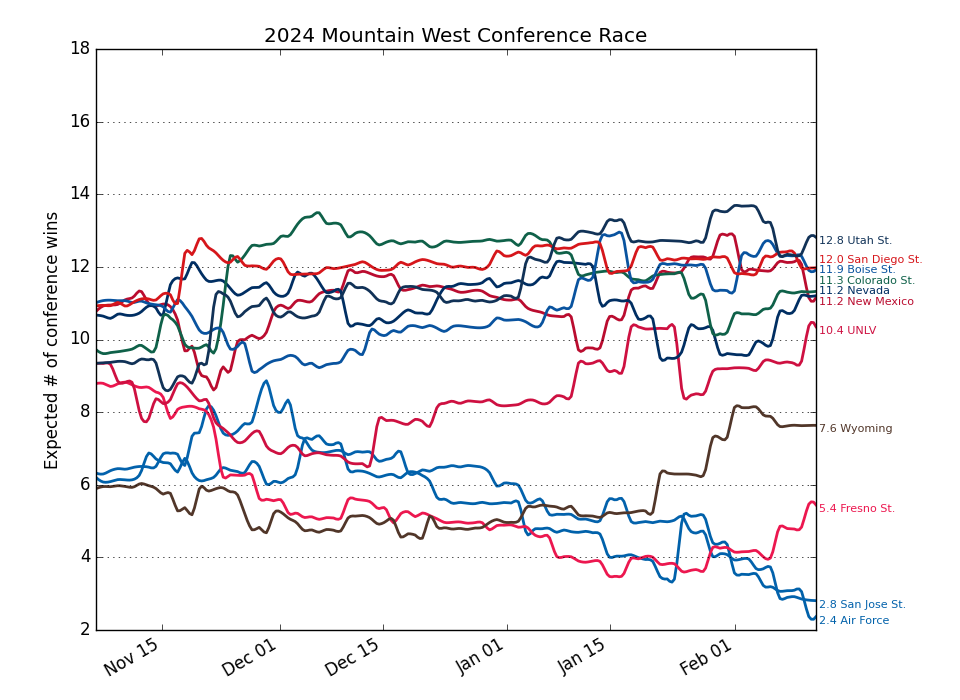 2024 Mountain West Conference Race
Expected # of conference wins
18
16
14
12
10
8
6
4
2
12.8 Utah St.
12.0 San Diego St.
11.9 Boise St.
11.3 Colorado St.
11.2 Nevada
11.2 New Mexico
10.4 UNLV
7.6 Wyoming
5.4 Fresno St.
2.8 San Jose St.
2.4 Air Force
Nov 15
Dec 01
Dec 15
Jan 01
Jan 15
Feb 01